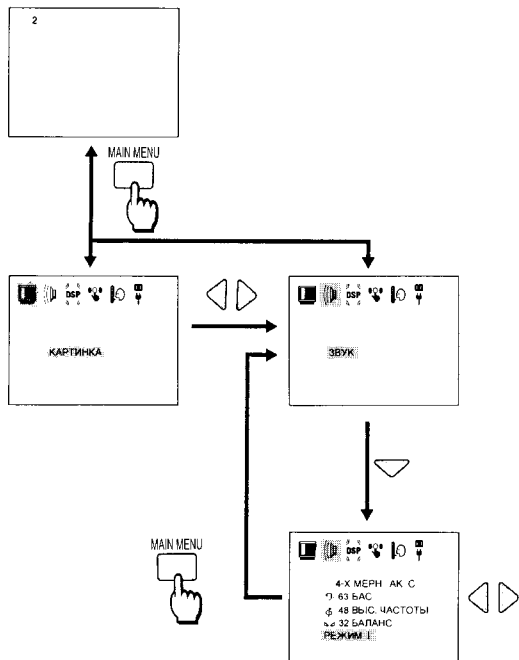 2
MAIN MENU
DSP
КАРТИНКА
DSP
ЗВУК
MAIN MENU
DSP
4-Х МЕРН АК С
63 БАС
48 ВЫС. ЧАСТОТЫ
32 БАЛАНС
РЕЖИМ I